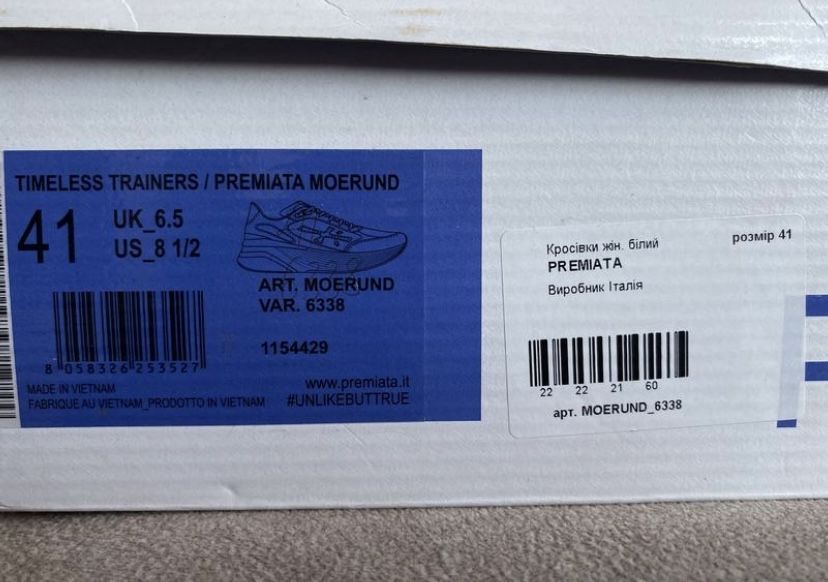 TIMELESS TRAINERS / PREMIATA MOERUND
41
UK_6.5
US_8 1/2
ART. MOERUND
VAR. 6338
1154429
8 058326 253527
MADE IN VIETNAM
FABRIQUE AU VIETNAM_PRODOTTO IN VIETNAM
www.premiata.it
#UNLIKEBUTTRUE
Кросівки жін. білий
розмір 41
PREMIATA
Виробник Італія
22 22 21 60
арт. MOERUND_6338